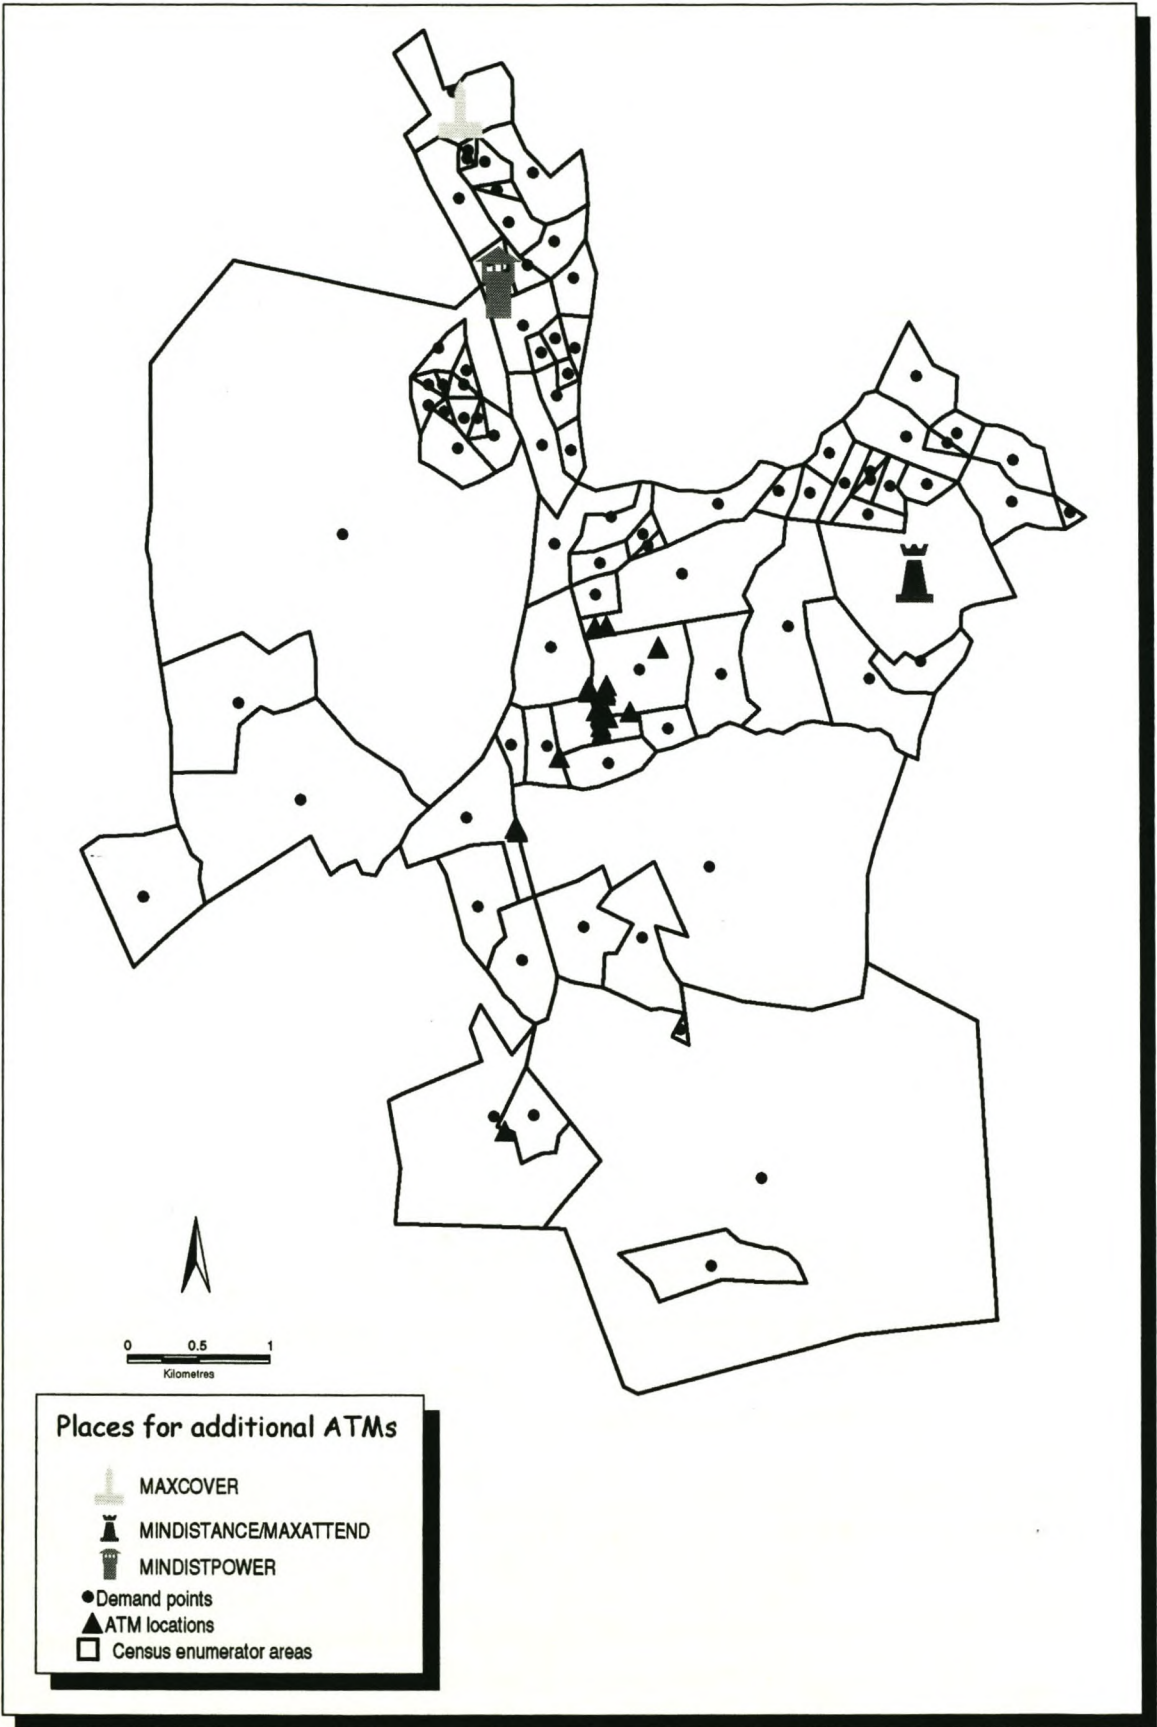 0 0.5 1
Kilometres
Places for additional ATMs
MAXCOVER
MINDISTANCE/MAXATTEND
MINDISTPOWER
Demand points
ATM locations
Census enumerator areas